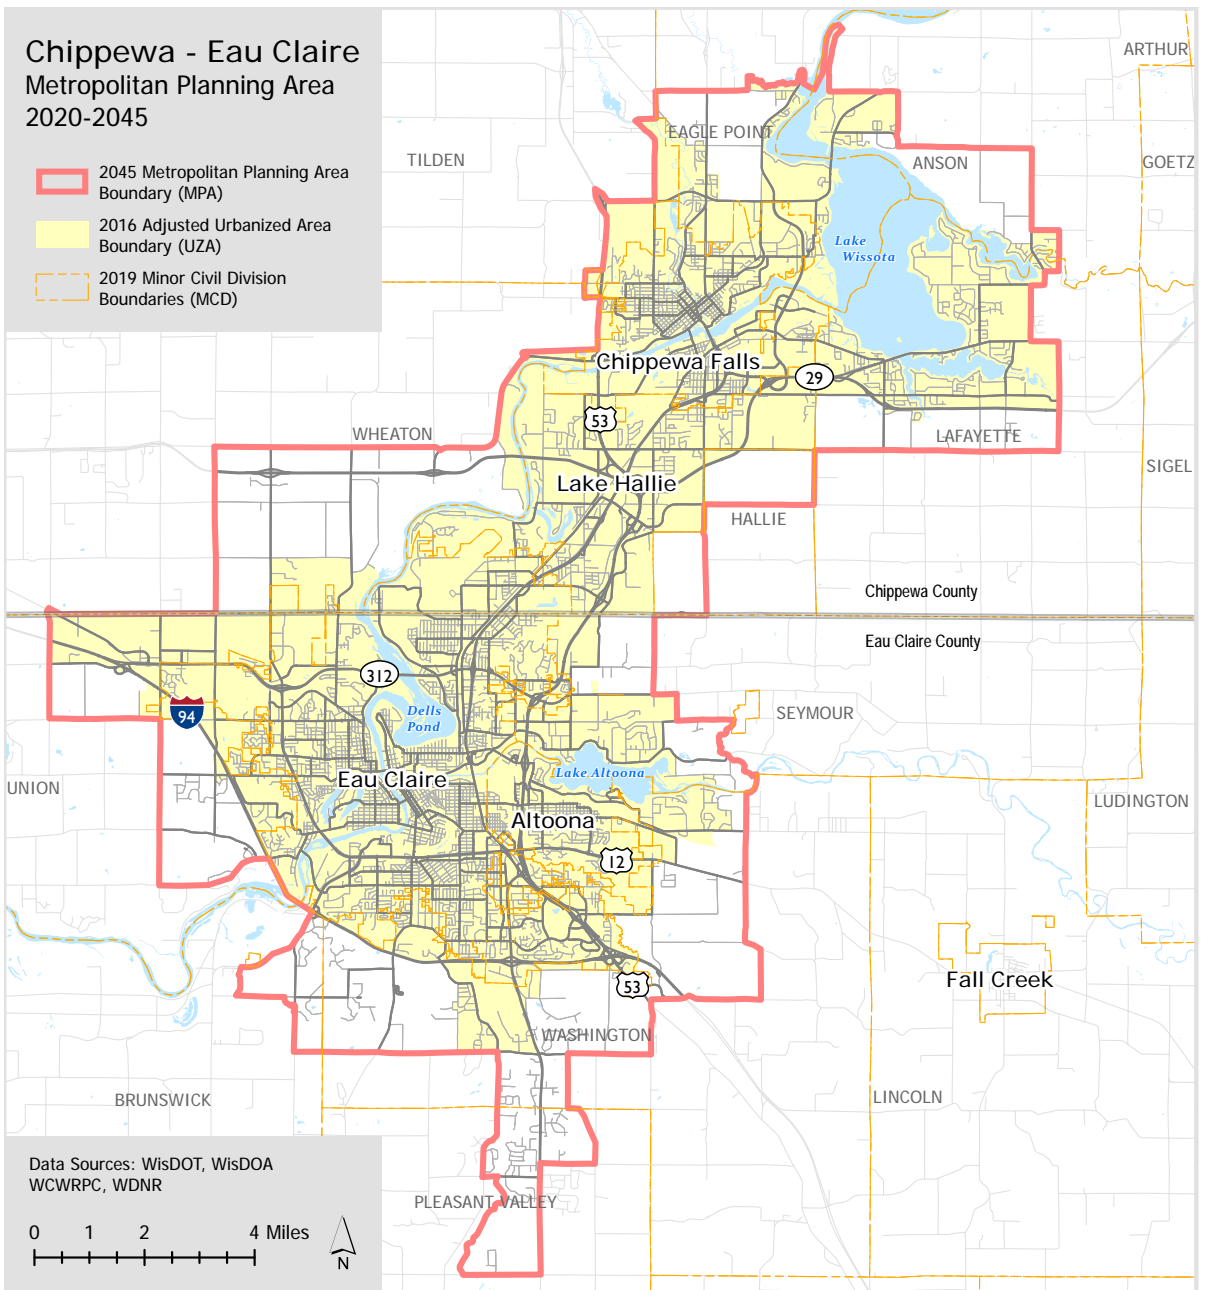 Chippewa - Eau Claire
Metropolitan Planning Area
2020-2045
2045 Metropolitan Planning Area
Boundary (MPA)
2016 Adjusted Urbanized Area
Boundary (UZA)
2019 Minor Civil Division
Boundaries (MCD)
ARTHUR
EAGLE POINT
TILDEN
ANSON
GOETZ
Lake
Wissota
Chippewa Falls
29
53
WHEATON
LAFAYETTE
SIGEL
Lake Hallie
HALLIE
Chippewa County
Eau Claire County
312
94
Dells
Pond
SEYMOUR
Eau Claire
Lake Altoona
UNION
LUDINGTON
Altoona
12
53
Fall Creek
WASHINGTON
BRUNSWICK
LINCOLN
PLEASANT VALLEY
Data Sources: WisDOT, WisDOA
WCWRPC, WDNR
0 1 2 4 Miles
N